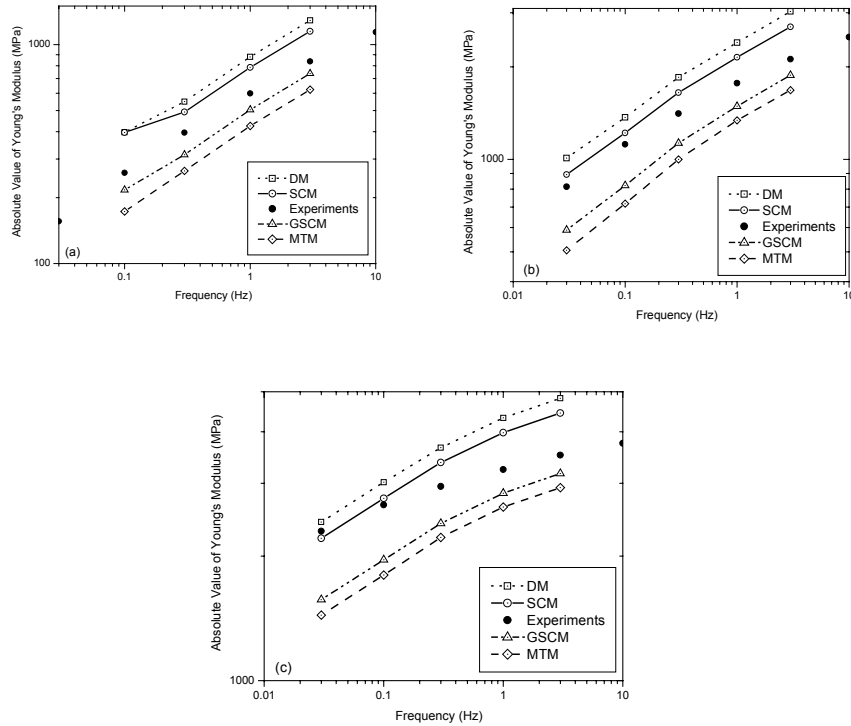 Absolute Value of Young's Modulus (MPa)
1000
100
0.1
1
10
Frequency (Hz)
(a)
DM
SCM
Experiments
GSCM
MTM
Absolute Value of Young's Modulus (MPa)
1000
0.01
0.1
1
10
Frequency (Hz)
(b)
DM
SCM
Experiments
GSCM
MTM
Absolute Value of Young's Modulus (MPa)
1000
0.01
0.1
1
10
Frequency (Hz)
(c)
DM
SCM
Experiments
GSCM
MTM